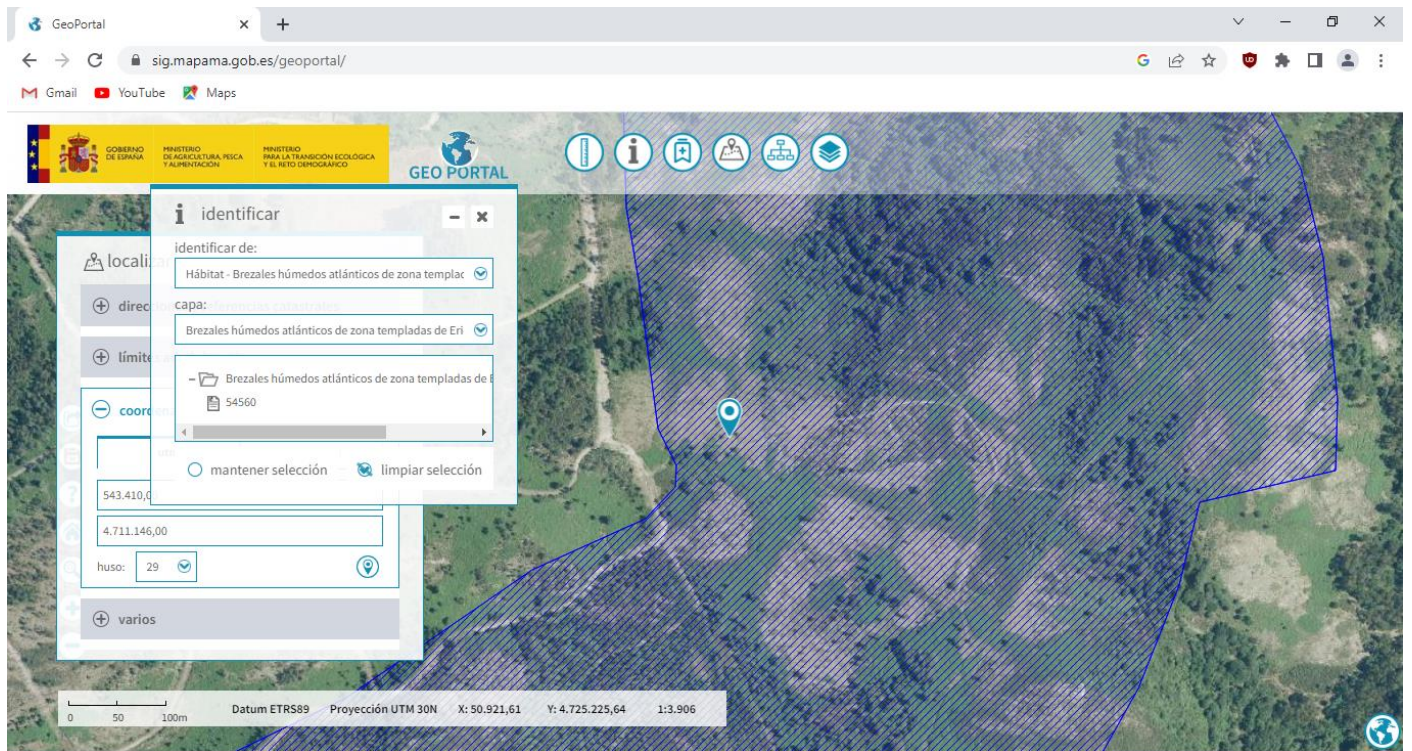 GeoPortal
sig.mapama.gob.es/geoportal/
Gmail YouTube Maps
GOBIERNO DE ESPAÑA
MINISTERIO DE AGRICULTURA, PESCA Y ALIMENTACIÓN
MINISTERIO PARA LA TRANSICIÓN ECOLÓGICA Y EL RETO DEMOGRÁFICO
GEO PORTAL
identificar
identificar de:
Hábitat - Brezales húmedos atlánticos de zona templac
capa:
Brezales húmedos atlánticos de zona templadas de Eri
Brezales húmedos atlánticos de zona templadas de E
54560
mantener selección limpiar selección
locali
direc
límite
coorde
543.410,0
4.711.146,00
huso: 29
varios
0 50 100m
Datum ETRS89 Proyección UTM 30N X: 50.921,61 Y: 4.725.225,64 1:3.906